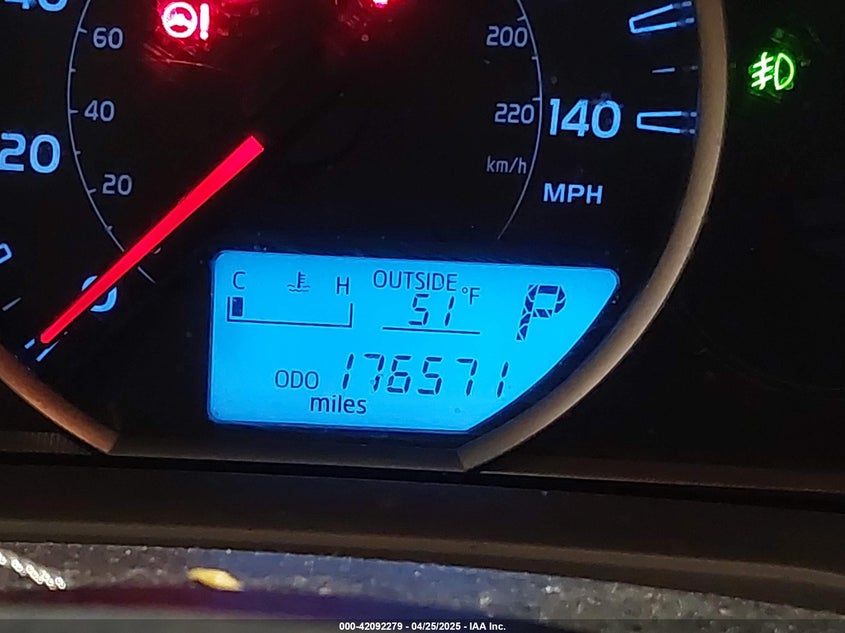 60
200
40
220
140
20
km/h
20
MPH
0
C
H
OUTSIDE
51°F
P
ODO 176571
miles
000-42092279 - 04/25/2025 - IAA Inc.